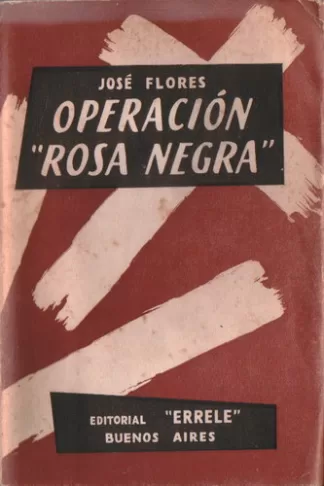 JOSÉ FLORES
OPERACIÓN
"ROSA NEGRA"
EDITORIAL "ERRELE"
BUENOS AIRES